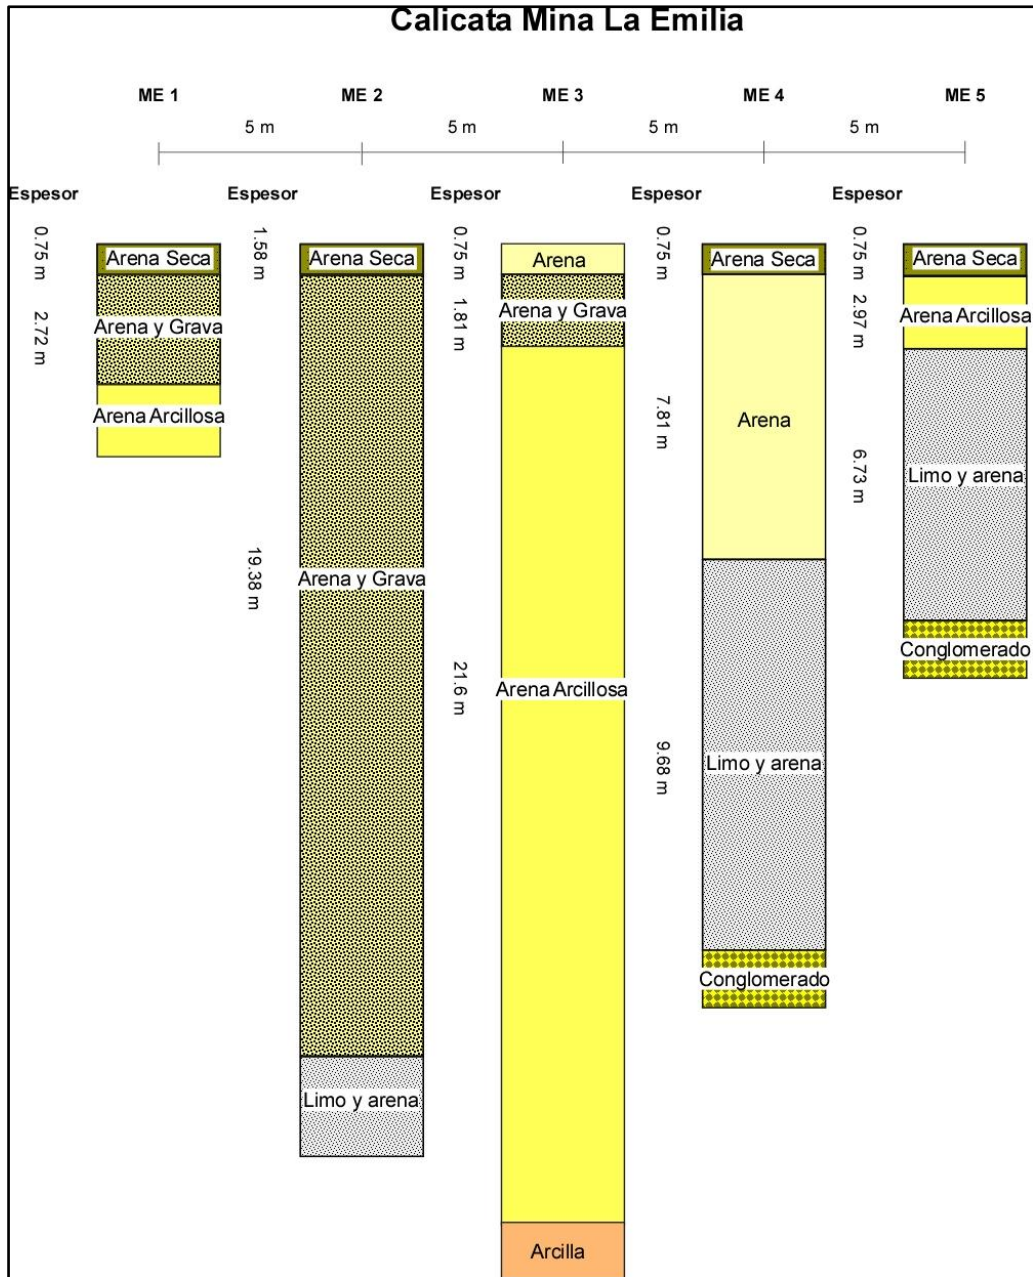 Calicata Mina La Emilia
ME 1 ME 2 ME 3 ME 4 ME 5
5 m 5 m 5 m 5 m
Espesor Espesor Espesor Espesor Espesor
0.75 m
2.72 m
Arena Seca
Arena y Grava
Arena Arcillosa
1.58 m
19.38 m
Arena Seca
Arena y Grava
Limo y arena
0.75 m
1.81 m
21.6 m
Arena
Arena y Grava
Arena Arcillosa
Arcilla
0.75 m
7.81 m
9.68 m
Arena Seca
Arena
Limo y arena
Conglomerado
0.75 m
2.97 m
6.73 m
Arena Seca
Arena Arcillosa
Limo y arena
Conglomerado